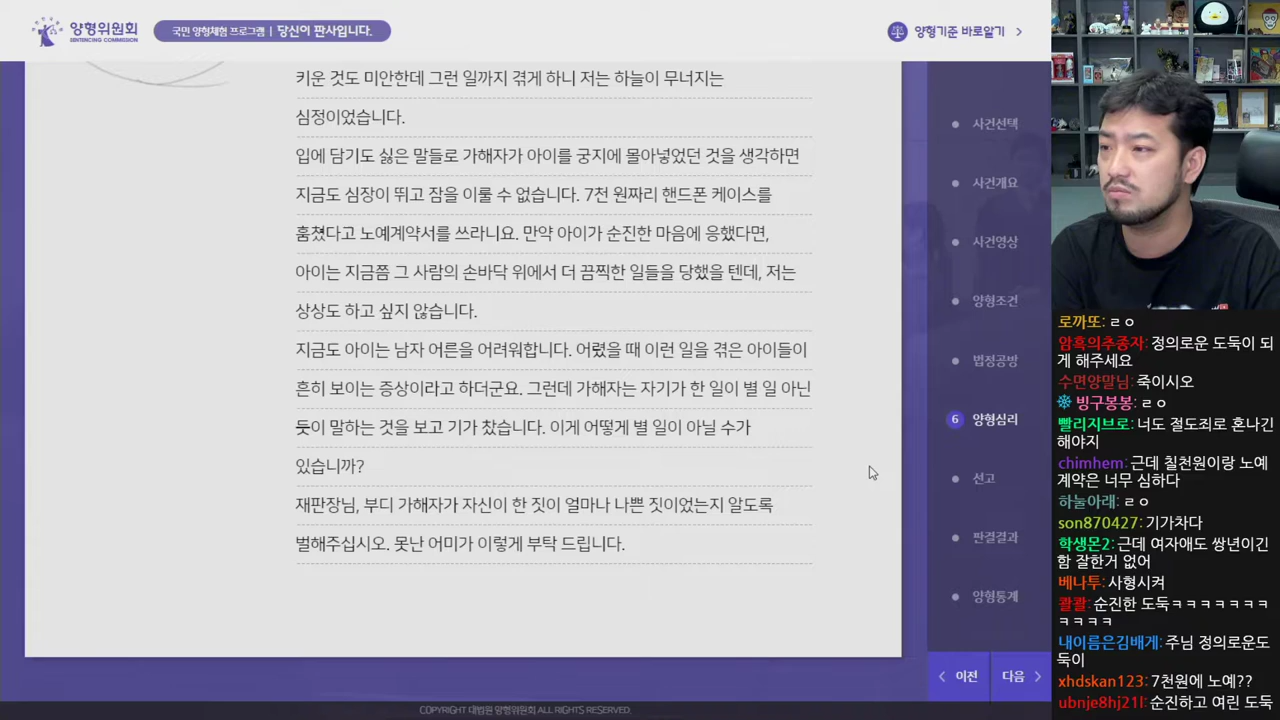 양형위원회
SENTENCING COMMISSION
국민 양형체험 프로그램 | 당신이 판사입니다.
양형기준 바로알기
키운 것도 미안한데 그런 일까지 겪게 하니 저는 하늘이 무너지는
심정이었습니다.
입에 담기도 싫은 말들로 가해자가 아이를 궁지에 몰아넣었던 것을 생각하면
지금도 심장이 뛰고 잠을 이룰 수 없습니다. 7천 원짜리 핸드폰 케이스를
훔쳤다고 노예계약서를 쓰라니요. 만약 아이가 순진한 마음에 응했다면,
아이는 지금쯤 그 사람의 손바닥 위에서 더 끔찍한 일들을 당했을 텐데, 저는
상상도 하고 싶지 않습니다.
지금도 아이는 남자 어른을 어려워합니다. 어렸을 때 이런 일을 겪은 아이들이
흔히 보이는 증상이라고 하더군요. 그런데 가해자는 자기가 한 일이 별 일 아닌
듯이 말하는 것을 보고 기가 찼습니다. 이게 어떻게 별 일이 아닐 수가
있습니까?
재판장님, 부디 가해자가 자신이 한 짓이 얼마나 나쁜 짓이었는지 알도록
벌해주십시오. 못난 어미가 이렇게 부탁 드립니다.
사건선택
사건개요
사건영상
양형조건
법정공방
6 양형심리
선고
판결결과
양형통계
이전
다음
COPYRIGHT 대법원 양형위원회 ALL RIGHTS RESERVED.
로까또: ㄹㅇ
암흑의추종자: 정의로운 도둑이 되
게 해주세요
수면양말님: 죽이시오
빙구봉봉: ㄹㅇ
빨리지브로: 너도 절도죄로 혼나긴
해야지
chimhem: 근데 칠천원이랑 노예
계약은 너무 심하다
하눌아래: ㄹㅇ
son870427: 기가차다
학생몬2: 근데 여자애도 쌍년이긴
함 잘한거 없어
베나투: 사형시켜
콸콸: 순진한 도둑ㅋㅋㅋㅋㅋㅋㅋ
ㅋㅋㅋㅋ
내이름은김배게: 주님 정의로운도
둑이
xhdskan123: 7천원에 노예??
ubnje8hj21l: 순진하고 여린 도둑